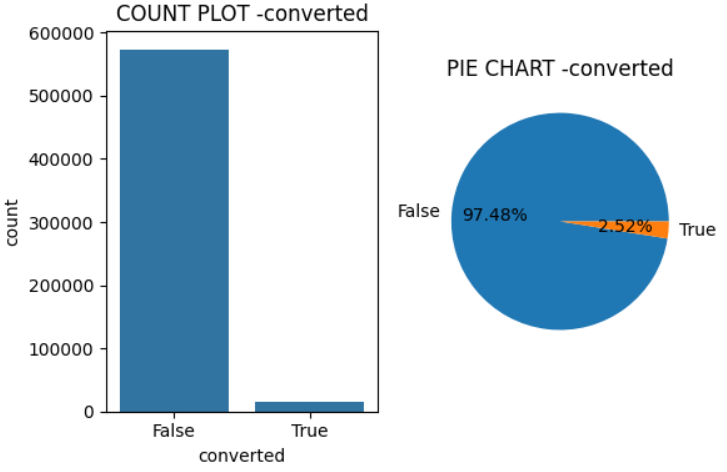 COUNT PLOT -converted
600000
500000
400000
300000
200000
100000
0
count
False
True
converted
PIE CHART -converted
False
97.48%
2.52%
True